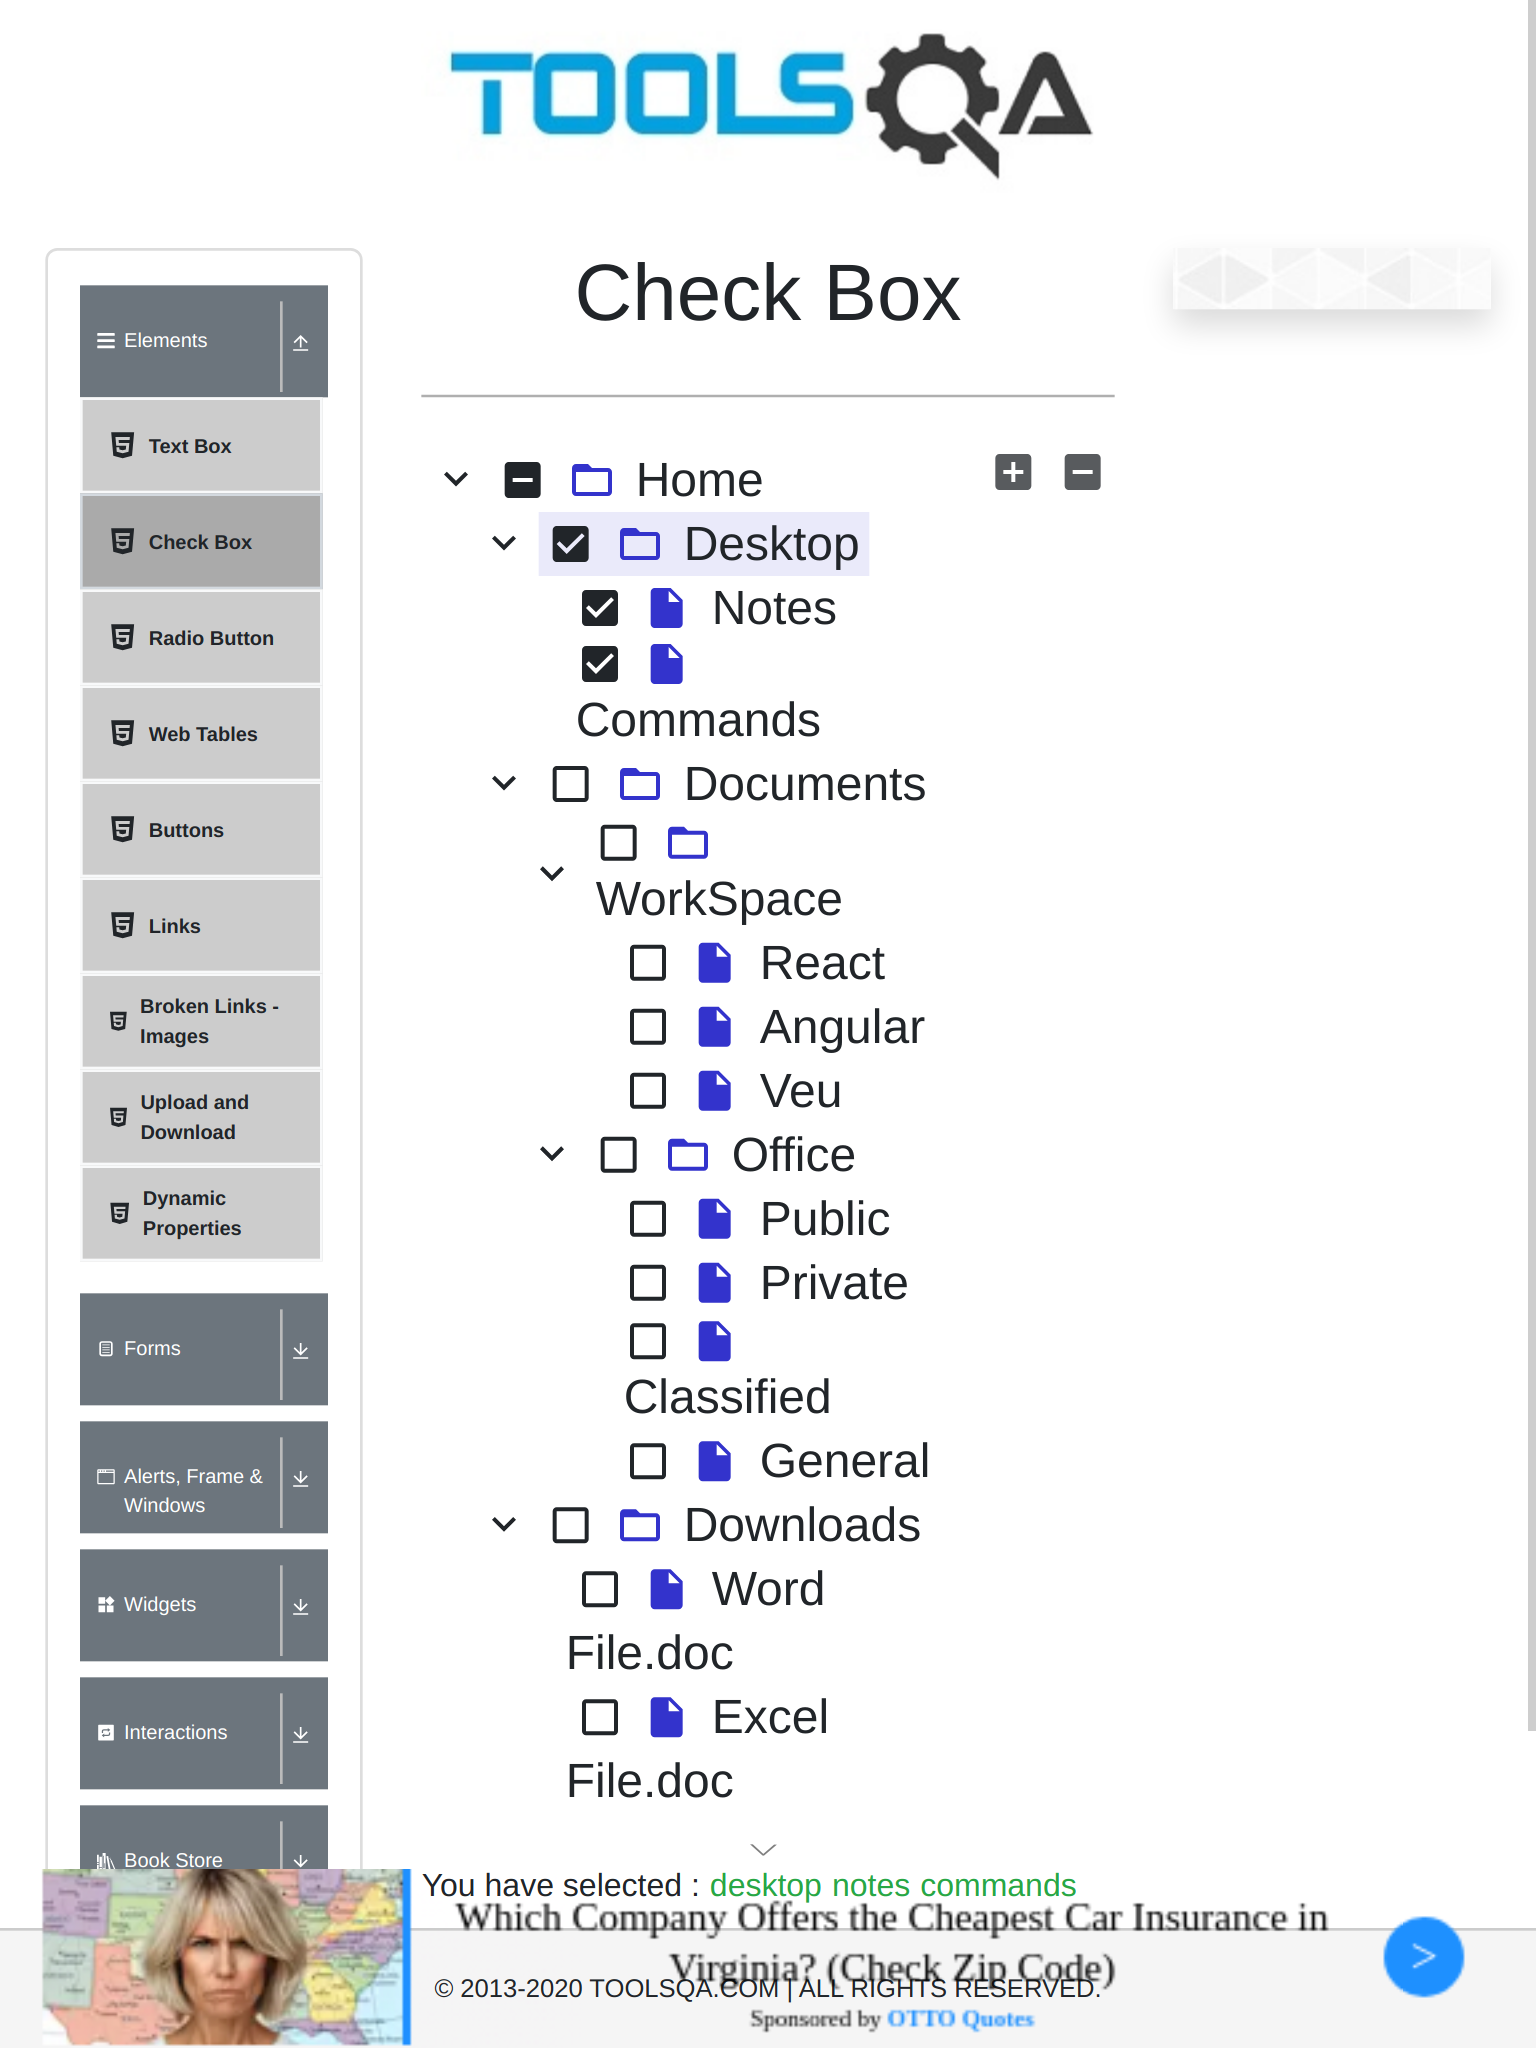 TOOLSQA
Check Box
Elements
Text Box
Check Box
Radio Button
Web Tables
Buttons
Links
Broken Links -
Images
Upload and
Download
Dynamic
Properties
Forms
Alerts, Frame &
Windows
Widgets
Interactions
Book Store
Home
Desktop
Notes
Commands
Documents
WorkSpace
React
Angular
Veu
Office
Public
Private
Classified
General
Downloads
Word
File.doc
Excel
File.doc
You have selected : desktop notes commands
Which Company Offers the Cheapest Car Insurance in
Virginia? (Check Zip Code)
© 2013-2020 TOOLSQA.COM | ALL RIGHTS RESERVED.
Sponsored by OTTO Quotes